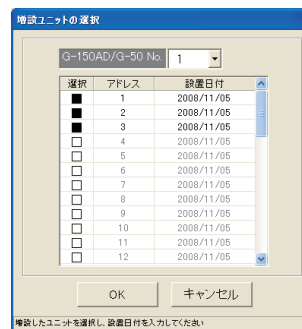 増設ユニットの選択
G-150AD/G-50 No. 1
選択 アドレス 設置日付
1 2008/11/05
2 2008/11/05
3 2008/11/05
4 2008/11/05
5 2008/11/05
6 2008/11/05
7 2008/11/05
8 2008/11/05
9 2008/11/05
10 2008/11/05
11 2008/11/05
12 2008/11/05
OK キャンセル
増設したユニットを選択し、設置日付を入力してください